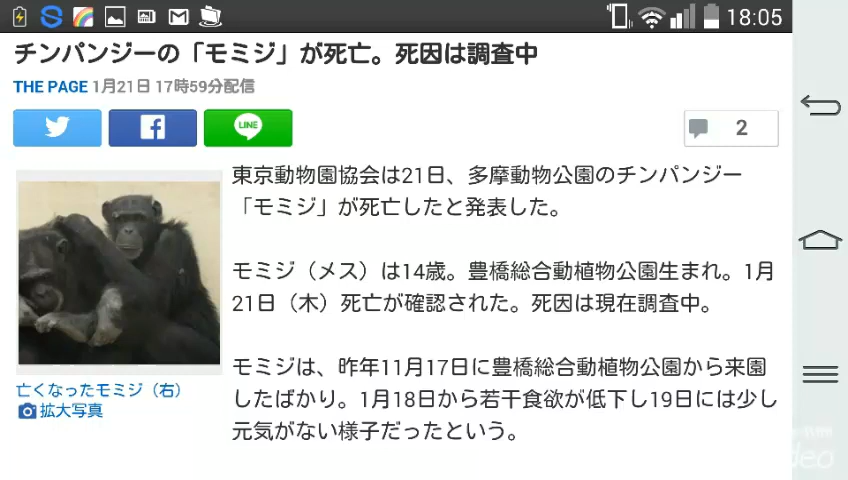 18:05
チンパンジーの「モミジ」が死亡。死因は調査中
THE PAGE 1月21日 17時59分配信
LINE
2
東京動物園協会は21日、多摩動物公園のチンパンジー
「モミジ」が死亡したと発表した。
モミジ（メス）は14歳。豊橋総合動植物公園生まれ。1月
21日（木）死亡が確認された。死因は現在調査中。
モミジは、昨年11月17日に豊橋総合動植物公園から来園
したばかり。1月18日から若干食欲が低下し19日には少し
元気がない様子だったという。
亡くなったモミジ（右）
拡大写真